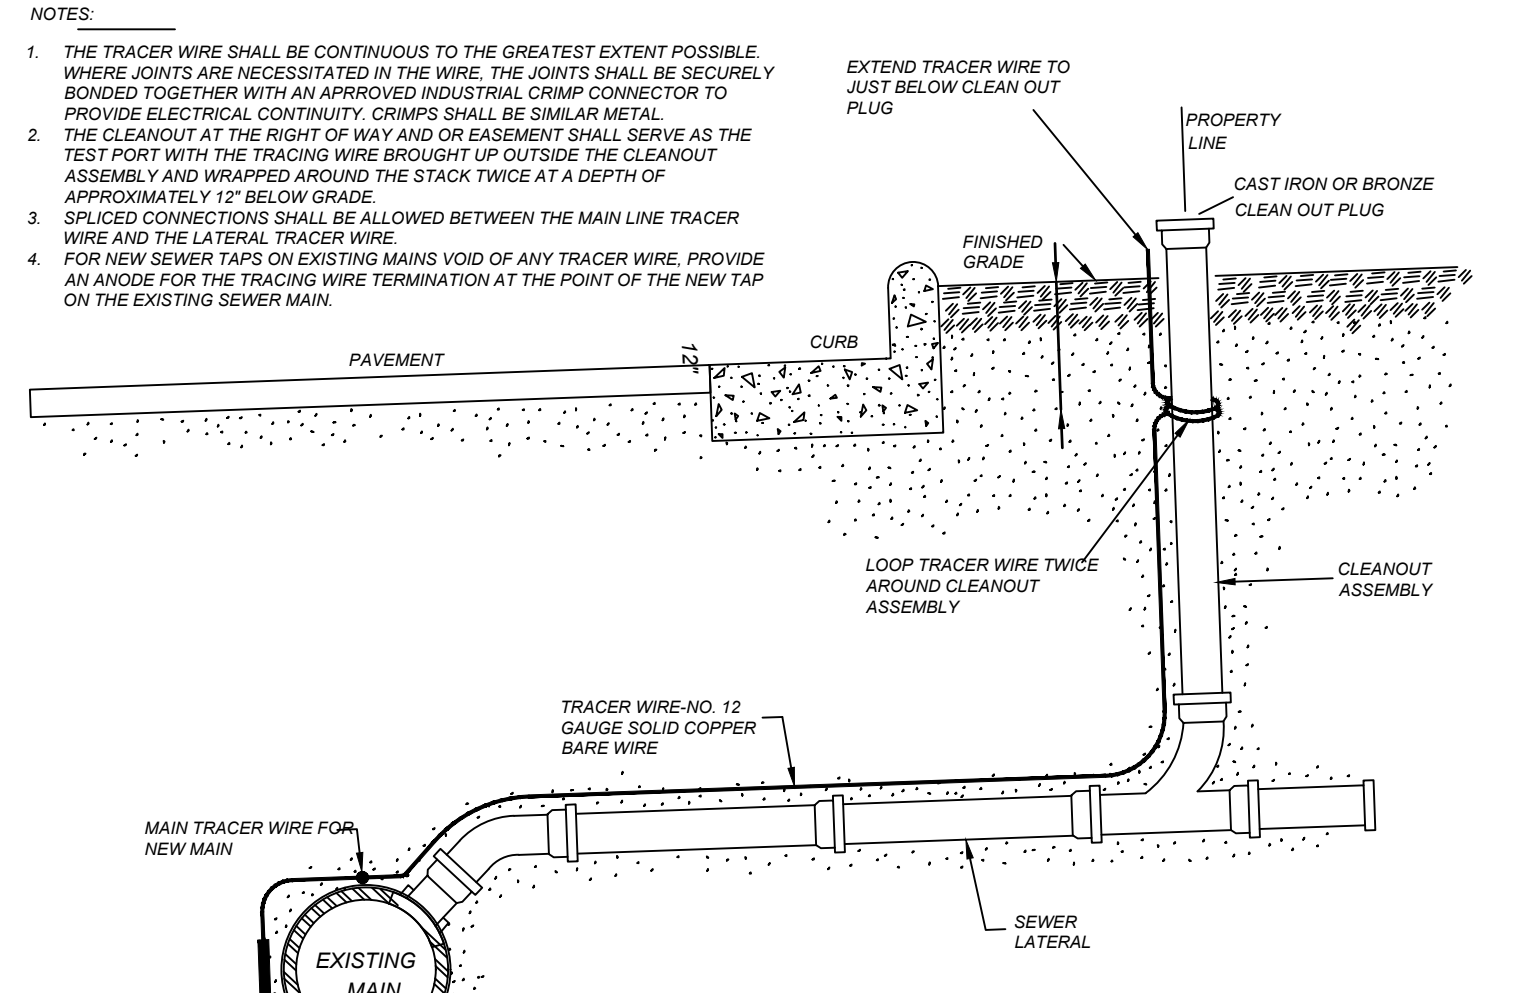 NOTES:
1. THE TRACER WIRE SHALL BE CONTINUOUS TO THE GREATEST EXTENT POSSIBLE.
WHERE JOINTS ARE NECESSITATED IN THE WIRE, THE JOINTS SHALL BE SECURELY
BONDED TOGETHER WITH AN APRROVED INDUSTRIAL CRIMP CONNECTOR TO
PROVIDE ELECTRICAL CONTINUITY. CRIMPS SHALL BE SIMILAR METAL.
2. THE CLEANOUT AT THE RIGHT OF WAY AND OR EASEMENT SHALL SERVE AS THE
TEST PORT WITH THE TRACING WIRE BROUGHT UP OUTSIDE THE CLEANOUT
ASSEMBLY AND WRAPPED AROUND THE STACK TWICE AT A DEPTH OF
APPROXIMATELY 12" BELOW GRADE.
3. SPLICED CONNECTIONS SHALL BE ALLOWED BETWEEN THE MAIN LINE TRACER
WIRE AND THE LATERAL TRACER WIRE.
4. FOR NEW SEWER TAPS ON EXISTING MAINS VOID OF ANY TRACER WIRE, PROVIDE
AN ANODE FOR THE TRACING WIRE TERMINATION AT THE POINT OF THE NEW TAP
ON THE EXISTING SEWER MAIN.
EXTEND TRACER WIRE TO
JUST BELOW CLEAN OUT
PLUG
PROPERTY
LINE
CAST IRON OR BRONZE
CLEAN OUT PLUG
FINISHED
GRADE
CURB
12"
PAVEMENT
LOOP TRACER WIRE TWICE
AROUND CLEANOUT
ASSEMBLY
CLEANOUT
ASSEMBLY
TRACER WIRE-NO. 12
GAUGE SOLID COPPER
BARE WIRE
MAIN TRACER WIRE FOR
NEW MAIN
SEWER
LATERAL
EXISTING
MAIN